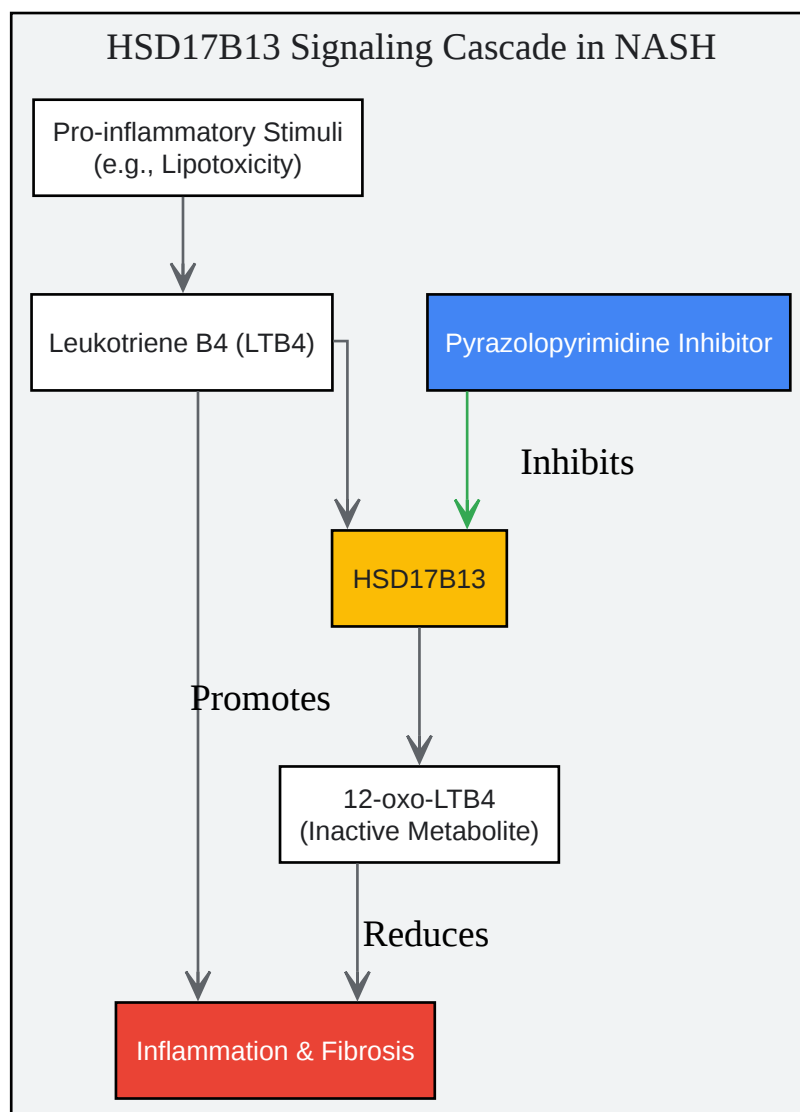 HSD17B13 Signaling Cascade in NASH
Pro-inflammatory Stimuli
(e.g., Lipotoxicity)
Leukotriene B4 (LTB4)
Pyrazolopyrimidine Inhibitor
Inhibits
HSD17B13
Promotes
12-oxo-LTB4
(Inactive Metabolite)
Reduces
Inflammation & Fibrosis